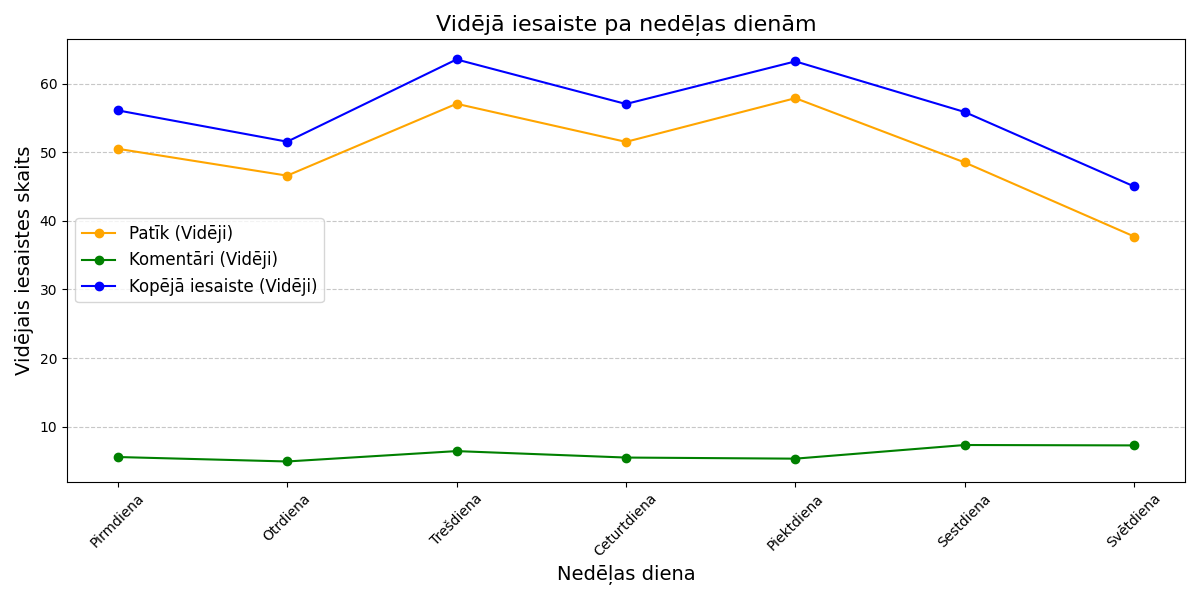 Vidējā iesaiste pa nedēļas dienām
Vidējais iesaistes skaits
60
50
40
30
20
10
Patīk (Vidēji)
Komentāri (Vidēji)
Kopējā iesaiste (Vidēji)
Pirmdiena
Otrdiena
Trešdiena
Ceturtdiena
Piektdiena
Sestdiena
Svētdiena
Nedēļas diena